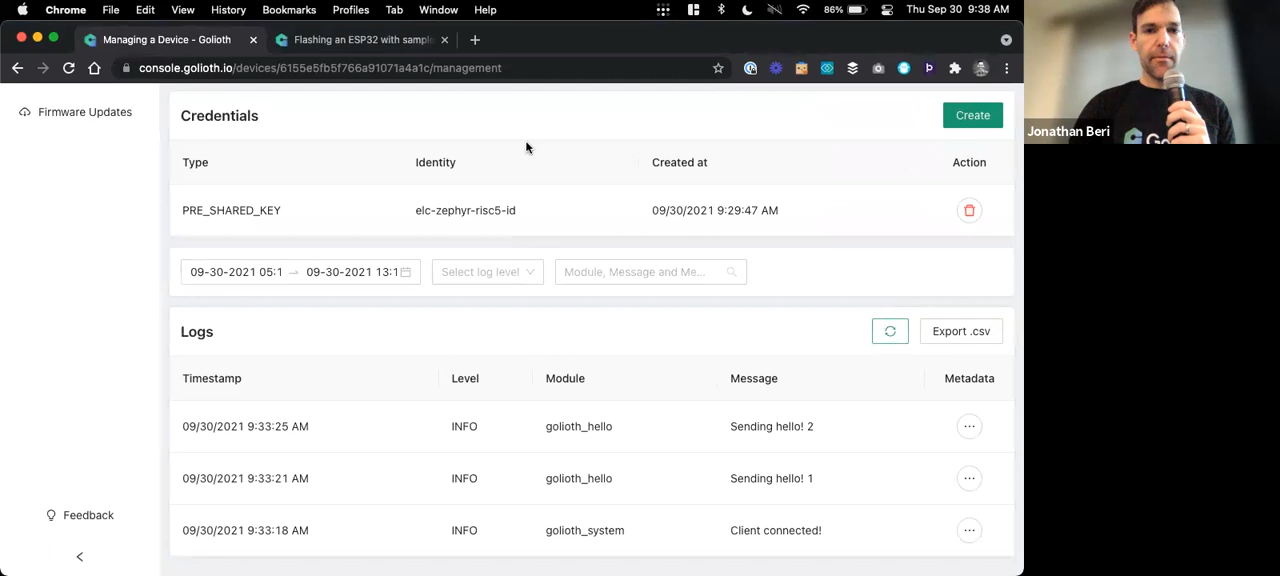 Chrome File Edit View History Bookmarks Profiles Tab Window Help 86% Thu Sep 30 9:38 AM
Managing a Device - Golioth Flashing an ESP32 with sample
console.golioth.io/devices/6155e5fb5f766a91071a4a1c/management
Firmware Updates
Credentials Create
Type Identity Created at Action
PRE_SHARED_KEY elc-zephyr-risc5-id 09/30/2021 9:29:47 AM
09-30-2021 05:1 → 09-30-2021 13:1 Select log level Module, Message and Me...
Logs Export .csv
Timestamp Level Module Message Metadata
09/30/2021 9:33:25 AM INFO golioth_hello Sending hello! 2
09/30/2021 9:33:21 AM INFO golioth_hello Sending hello! 1
09/30/2021 9:33:18 AM INFO golioth_system Client connected!
Feedback
Jonathan Beri
Go